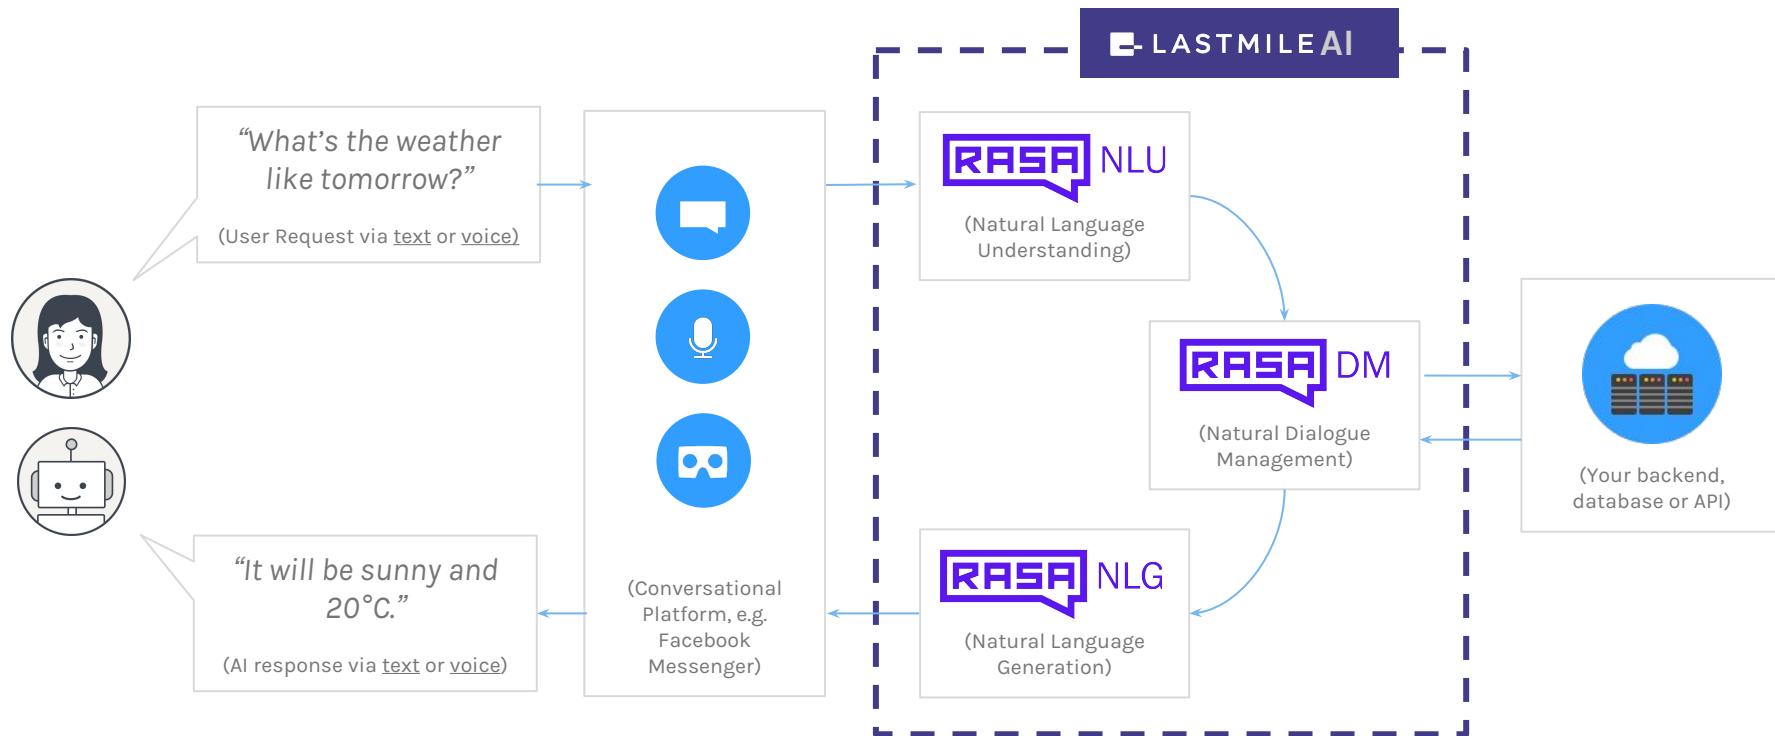 LASTMILE AI
“What’s the weather
like tomorrow?”
(User Request via text or voice)
RASA NLU
(Natural Language
Understanding)
RASA DM
(Natural Dialogue
Management)
(Your backend,
database or API)
“It will be sunny and
20°C.”
(AI response via text or voice)
(Conversational
Platform, e.g.
Facebook
Messenger)
RASA NLG
(Natural Language
Generation)